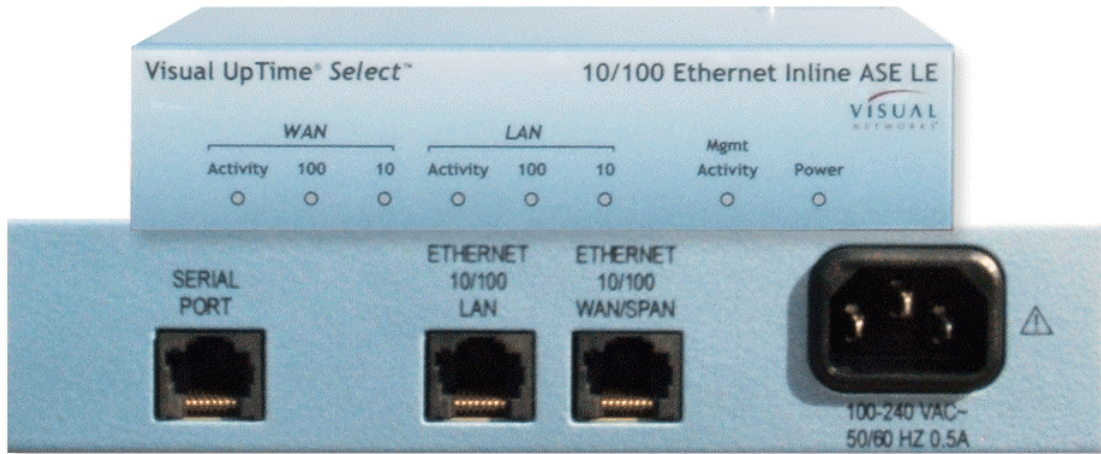 Visual UpTime® Select™
10/100 Ethernet Inline ASE LE
VISUAL
NETWORKS®
WAN
LAN
Mgmt
Activity
100
10
Activity
100
10
Activity
Power
SERIAL
PORT
ETHERNET
10/100
LAN
ETHERNET
10/100
WAN/SPAN
100-240 VAC~
50/60 HZ 0.5A